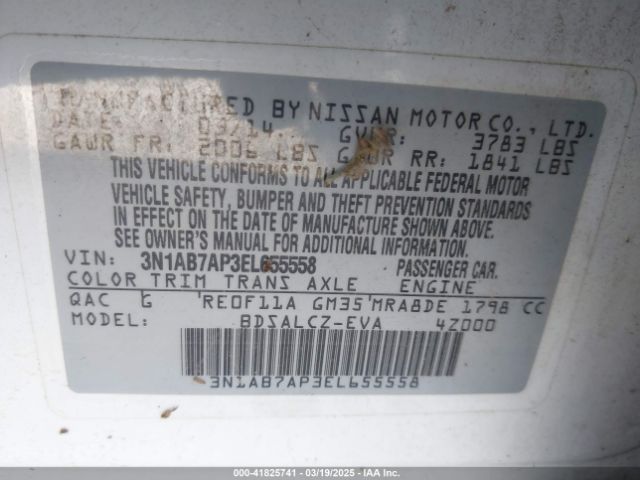 MANUFACTURED BY NISSAN MOTOR CO., LTD.
DATE: 03/14 GVWR: 3783 LBS
GAWR FR: 2006 LBS GAWR RR: 1841 LBS
THIS VEHICLE CONFORMS TO ALL APPLICABLE FEDERAL MOTOR
VEHICLE SAFETY, BUMPER AND THEFT PREVENTION STANDARDS
IN EFFECT ON THE DATE OF MANUFACTURE SHOWN ABOVE.
SEE OWNER'S MANUAL FOR ADDITIONAL INFORMATION.
VIN: 3N1AB7AP3EL655558 PASSENGER CAR.
COLOR TRIM TRANS AXLE ENGINE
QAC G RE0F11A GM35 MRA8DE 1798 CC
MODEL: BDSALCZ-EVA 4Z000
3N1AB7AP3EL655558
000-41825741 | 03/19/2025 | IAA Inc.